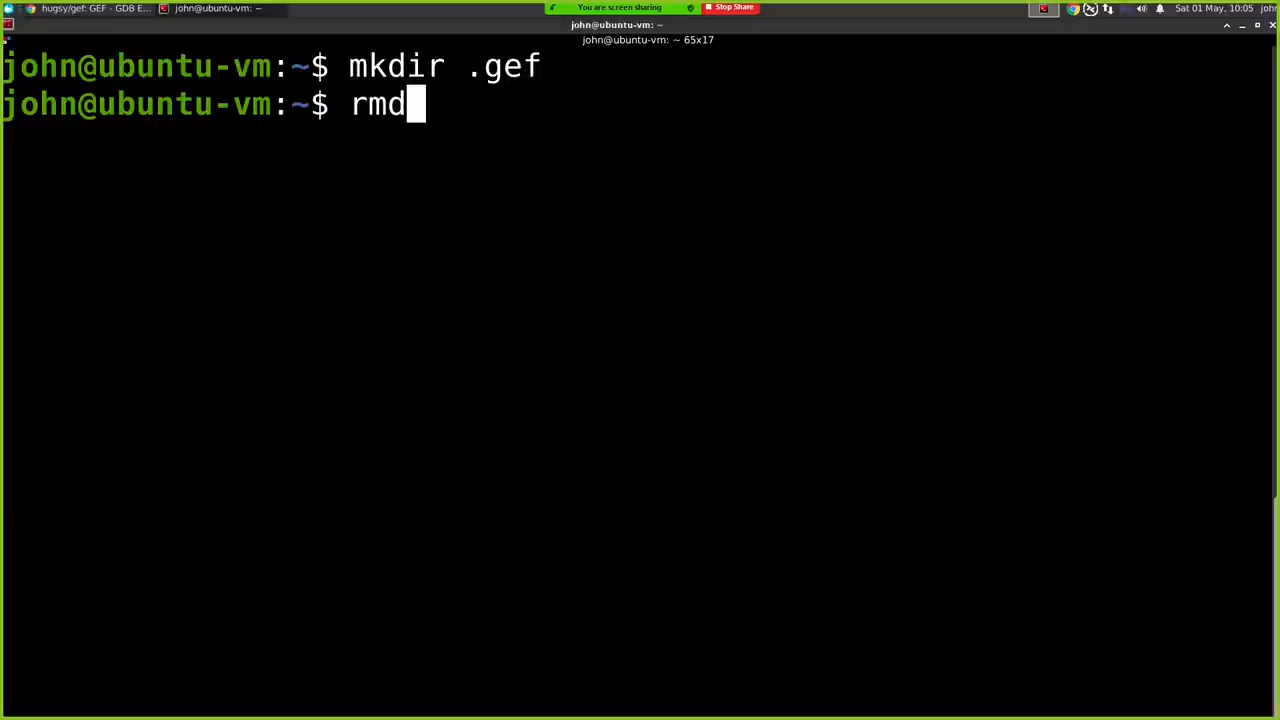 hugsy/gef: GEF - GDB E... john@ubuntu-vm: ~ You are screen sharing Stop Share Sat 01 May, 10:05 john
john@ubuntu-vm: ~
john@ubuntu-vm: ~ 65x17
john@ubuntu-vm:~$ mkdir .gef
john@ubuntu-vm:~$ rmd